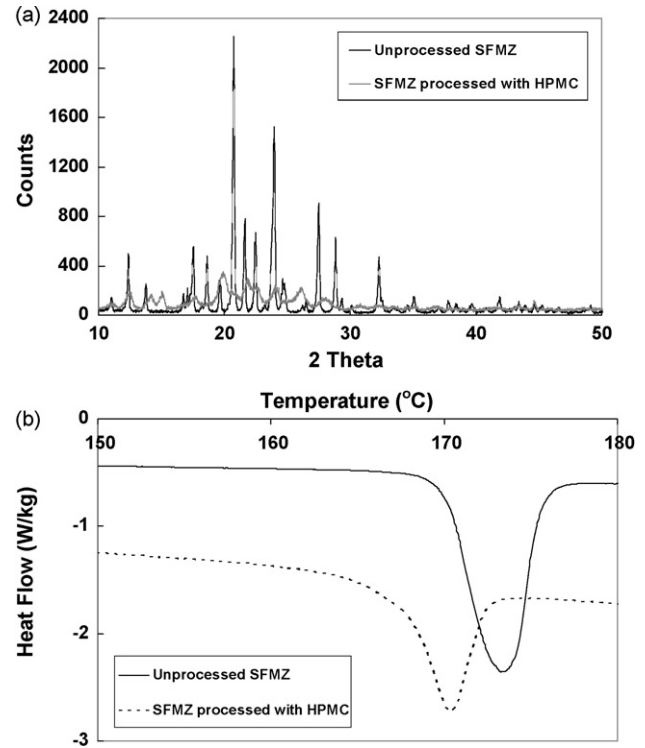 (a)
2400
2000
1600
1200
800
400
0
Counts
Unprocessed SFMZ
SFMZ processed with HPMC
10 20 30 40 50
2 Theta
(b)
Temperature (°C)
0
150 160 170 180
-1
-2
-3
Heat Flow (W/kg)
Unprocessed SFMZ
SFMZ processed with HPMC